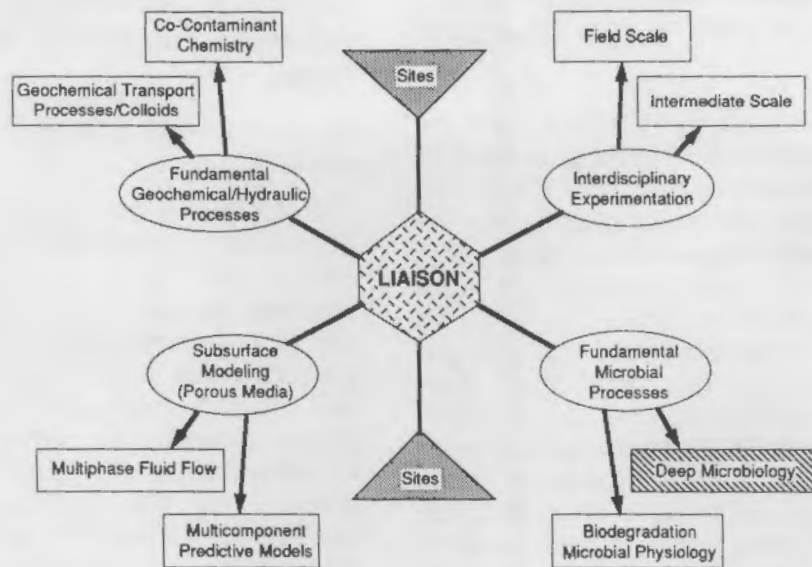 Co-Contaminant
Chemistry
Sites
Field Scale
Geochemical Transport
Processes/Colloids
Intermediate Scale
Fundamental
Geochemical/Hydraulic
Processes
Interdisciplinary
Experimentation
LIAISON
Subsurface
Modeling
(Porous Media)
Fundamental
Microbial
Processes
Multiphase Fluid Flow
Sites
Deep Microbiology
Multicomponent
Predictive Models
Biodegradation
Microbial Physiology